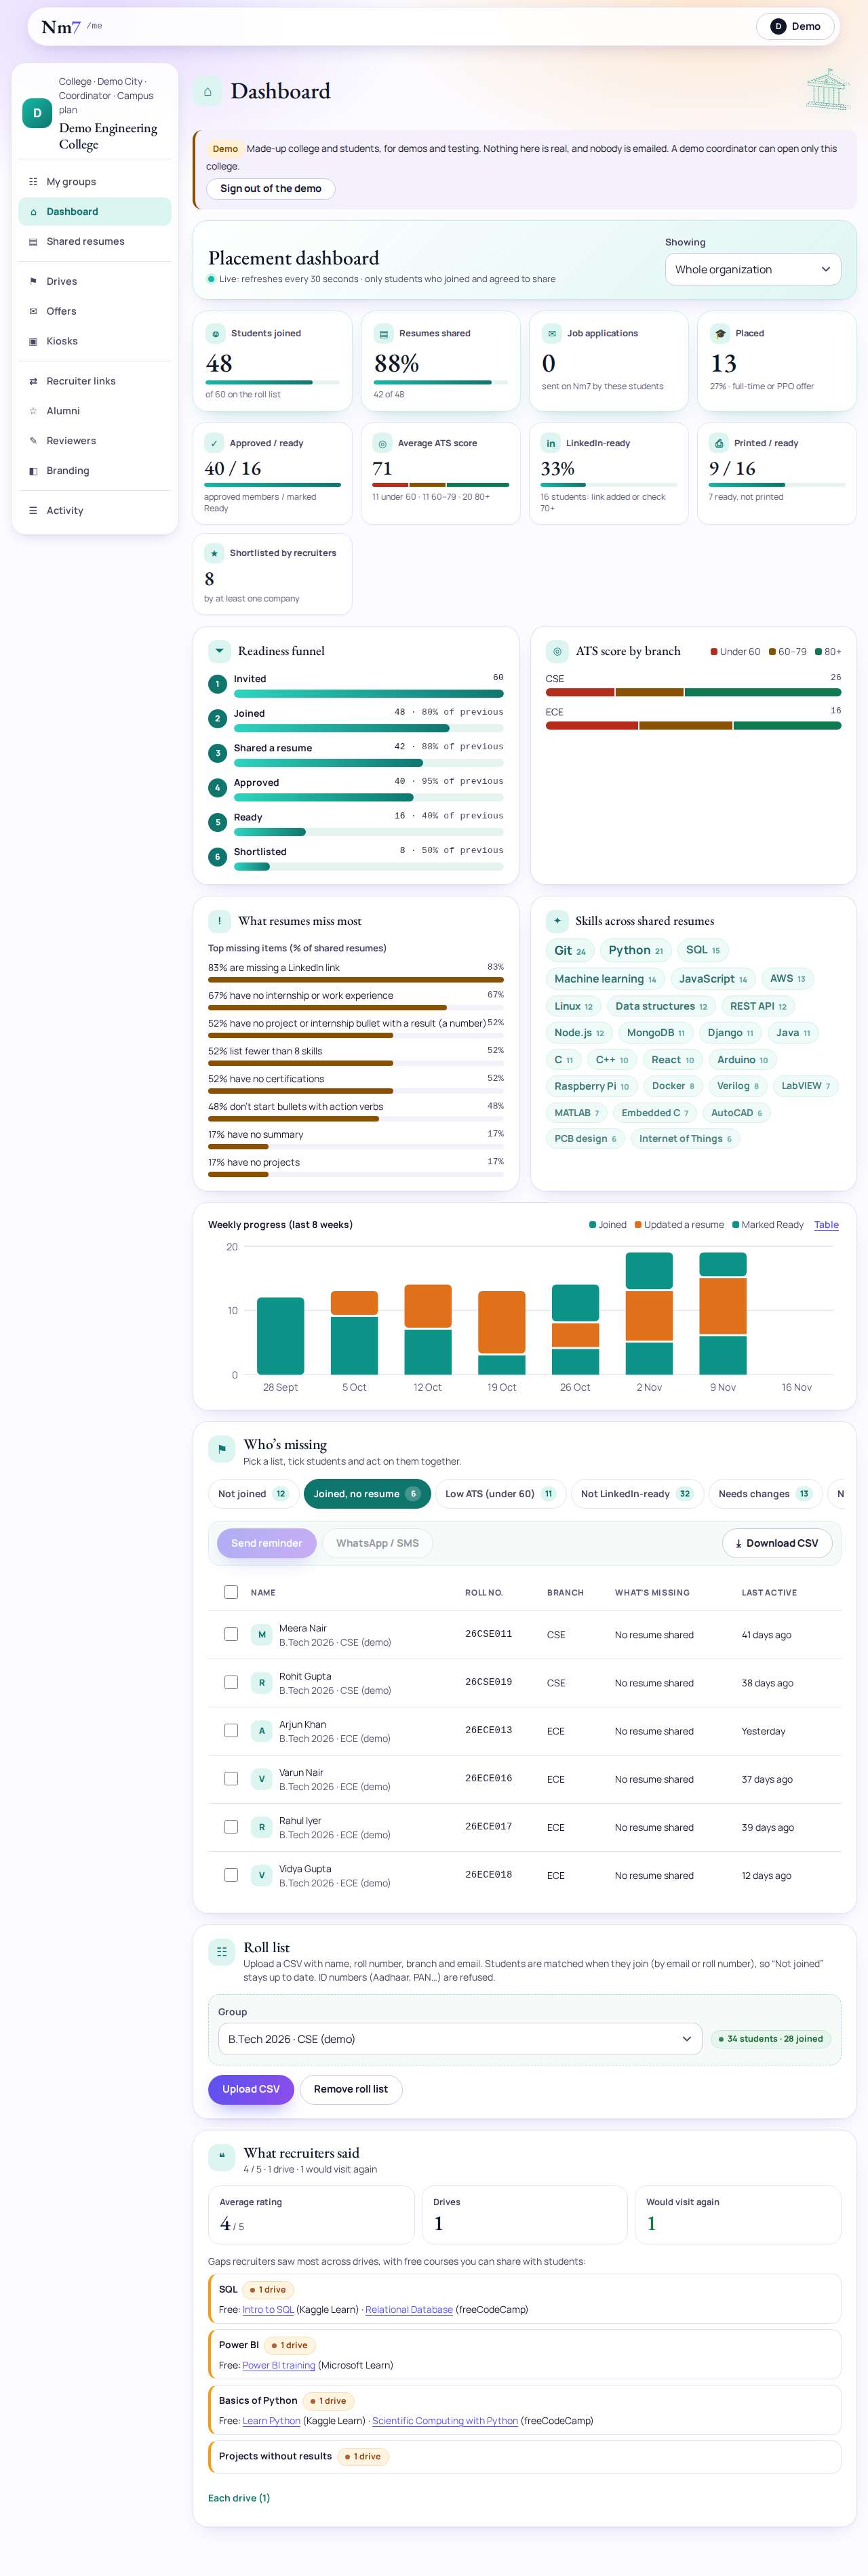 Nm7 /me
D Demo
College · Demo City ·
Coordinator · Campus
plan
D
Demo Engineering
College
My groups
Dashboard
Shared resumes
Drives
Offers
Kiosks
Recruiter links
Alumni
Reviewers
Branding
Activity
Dashboard
Demo Made-up college and students, for demos and testing. Nothing here is real, and nobody is emailed. A demo coordinator can open only this
college.
Sign out of the demo
Placement dashboard
Live: refreshes every 30 seconds · only students who joined and agreed to share
Showing
Whole organization
Students joined
48
of 60 on the roll list
Resumes shared
88%
42 of 48
Job applications
0
sent on Nm7 by these students
Placed
13
27% · full-time or PPO offer
Approved / ready
40 / 16
approved members / marked
Ready
Average ATS score
71
11 under 60 · 11 60–79 · 20 80+
in LinkedIn-ready
33%
16 students: link added or check
70+
Printed / ready
9 / 16
7 ready, not printed
Shortlisted by recruiters
8
by at least one company
Readiness funnel
1 Invited 60
2 Joined 48 · 80% of previous
3 Shared a resume 42 · 88% of previous
4 Approved 40 · 95% of previous
5 Ready 16 · 40% of previous
6 Shortlisted 8 · 50% of previous
ATS score by branch
Under 60 60–79 80+
CSE 26
ECE 16
! What resumes miss most
Top missing items (% of shared resumes)
83% are missing a LinkedIn link 83%
67% have no internship or work experience 67%
52% have no project or internship bullet with a result (a number) 52%
52% list fewer than 8 skills 52%
52% have no certifications 52%
48% don't start bullets with action verbs 48%
17% have no summary 17%
17% have no projects 17%
Skills across shared resumes
Git 24 Python 21 SQL 15
Machine learning 14 JavaScript 14 AWS 13
Linux 12 Data structures 12 REST API 12
Node.js 12 MongoDB 11 Django 11 Java 11
C 11 C++ 10 React 10 Arduino 10
Raspberry Pi 10 Docker 8 Verilog 8 LabVIEW 7
MATLAB 7 Embedded C 7 AutoCAD 6
PCB design 6 Internet of Things 6
Weekly progress (last 8 weeks)
Joined Updated a resume Marked Ready Table
20
10
0
28 Sept 5 Oct 12 Oct 19 Oct 26 Oct 2 Nov 9 Nov 16 Nov
Who's missing
Pick a list, tick students and act on them together.
Not joined 12 Joined, no resume 6 Low ATS (under 60) 11 Not LinkedIn-ready 32 Needs changes 13 N
Send reminder WhatsApp / SMS Download CSV
NAME ROLL NO. BRANCH WHAT'S MISSING LAST ACTIVE
M Meera Nair 26CSE011 CSE No resume shared 41 days ago
B.Tech 2026 · CSE (demo)
R Rohit Gupta 26CSE019 CSE No resume shared 38 days ago
B.Tech 2026 · CSE (demo)
A Arjun Khan 26ECE013 ECE No resume shared Yesterday
B.Tech 2026 · ECE (demo)
V Varun Nair 26ECE016 ECE No resume shared 37 days ago
B.Tech 2026 · ECE (demo)
R Rahul Iyer 26ECE017 ECE No resume shared 39 days ago
B.Tech 2026 · ECE (demo)
V Vidya Gupta 26ECE018 ECE No resume shared 12 days ago
B.Tech 2026 · ECE (demo)
Roll list
Upload a CSV with name, roll number, branch and email. Students are matched when they join (by email or roll number), so “Not joined”
stays up to date. ID numbers (Aadhaar, PAN…) are refused.
Group
B.Tech 2026 · CSE (demo)
34 students · 28 joined
Upload CSV Remove roll list
What recruiters said
4 / 5 · 1 drive · 1 would visit again
Average rating
4 / 5
Drives
1
Would visit again
1
Gaps recruiters saw most across drives, with free courses you can share with students:
SQL 1 drive
Free: Intro to SQL (Kaggle Learn) · Relational Database (freeCodeCamp)
Power BI 1 drive
Free: Power BI training (Microsoft Learn)
Basics of Python 1 drive
Free: Learn Python (Kaggle Learn) · Scientific Computing with Python (freeCodeCamp)
Projects without results 1 drive
Each drive (1)